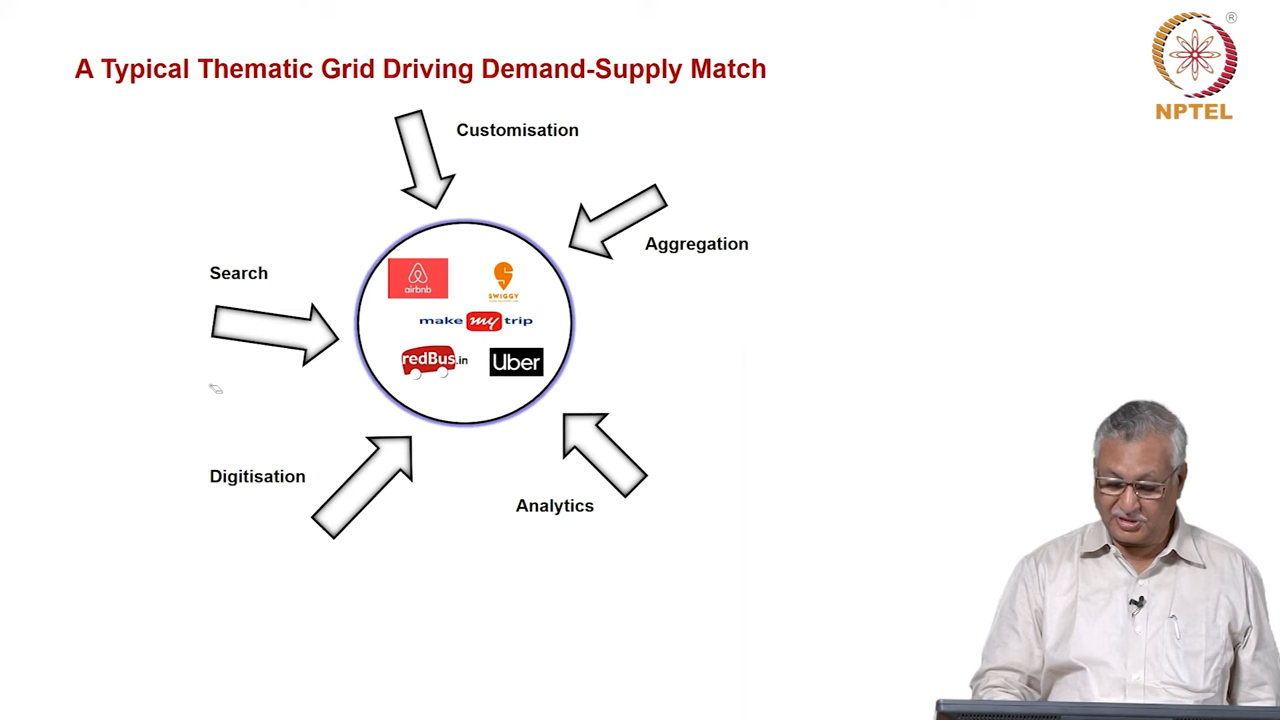 A Typical Thematic Grid Driving Demand-Supply Match
®
NPTEL
Customisation
Aggregation
Search
airbnb
SWIGGY
make my trip
redBus.in
Uber
Digitisation
Analytics